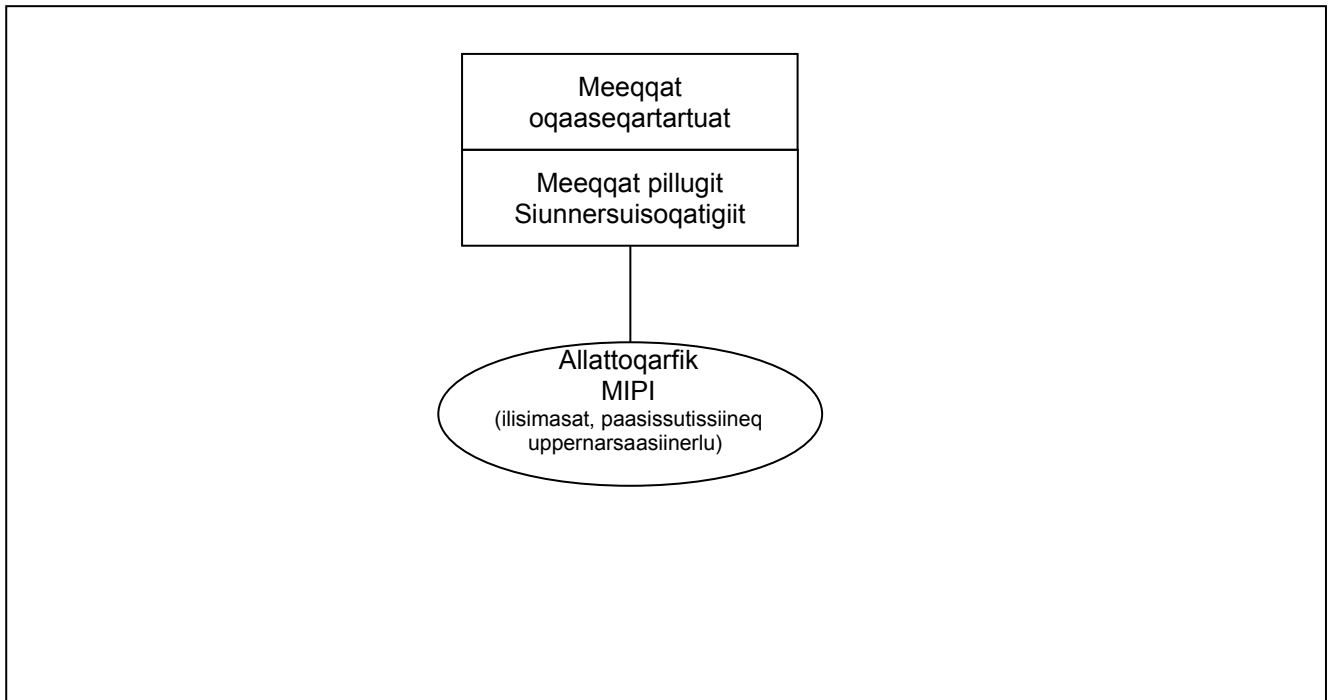 Meeqqat
oqaaseqartartuat
Meeqqat pillugit
Siunnersuisoqatigiit
Allattoqarfik
MIPI
(ilisimasat, paasissutissiineq
uppernarsaasiinerlu)